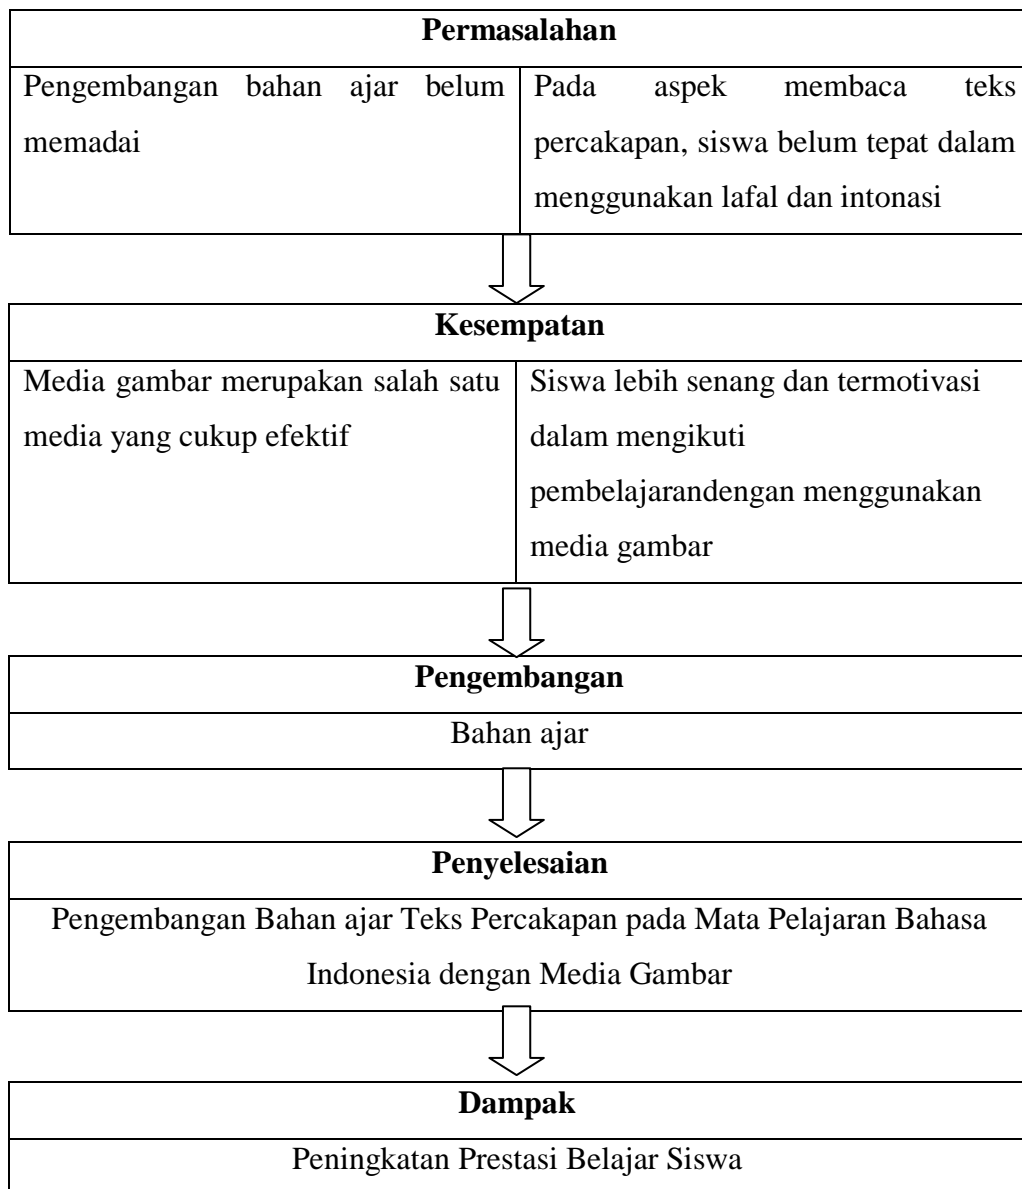 Permasalahan
Pengembangan bahan ajar belum
memadai
Pada aspek membaca teks
percakapan, siswa belum tepat dalam
menggunakan lafal dan intonasi
Kesempatan
Media gambar merupakan salah satu
media yang cukup efektif
Siswa lebih senang dan termotivasi
dalam mengikuti
pembelajarandengan menggunakan
media gambar
Pengembangan
Bahan ajar
Penyelesaian
Pengembangan Bahan ajar Teks Percakapan pada Mata Pelajaran Bahasa
Indonesia dengan Media Gambar
Dampak
Peningkatan Prestasi Belajar Siswa